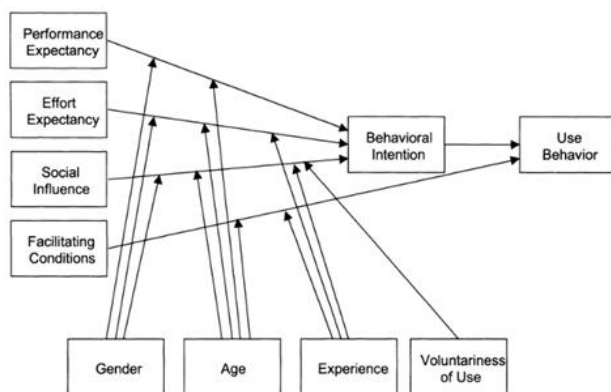 Performance
Expectancy
Effort
Expectancy
Social
Influence
Facilitating
Conditions
Behavioral
Intention
Use
Behavior
Gender
Age
Experience
Voluntariness
of Use